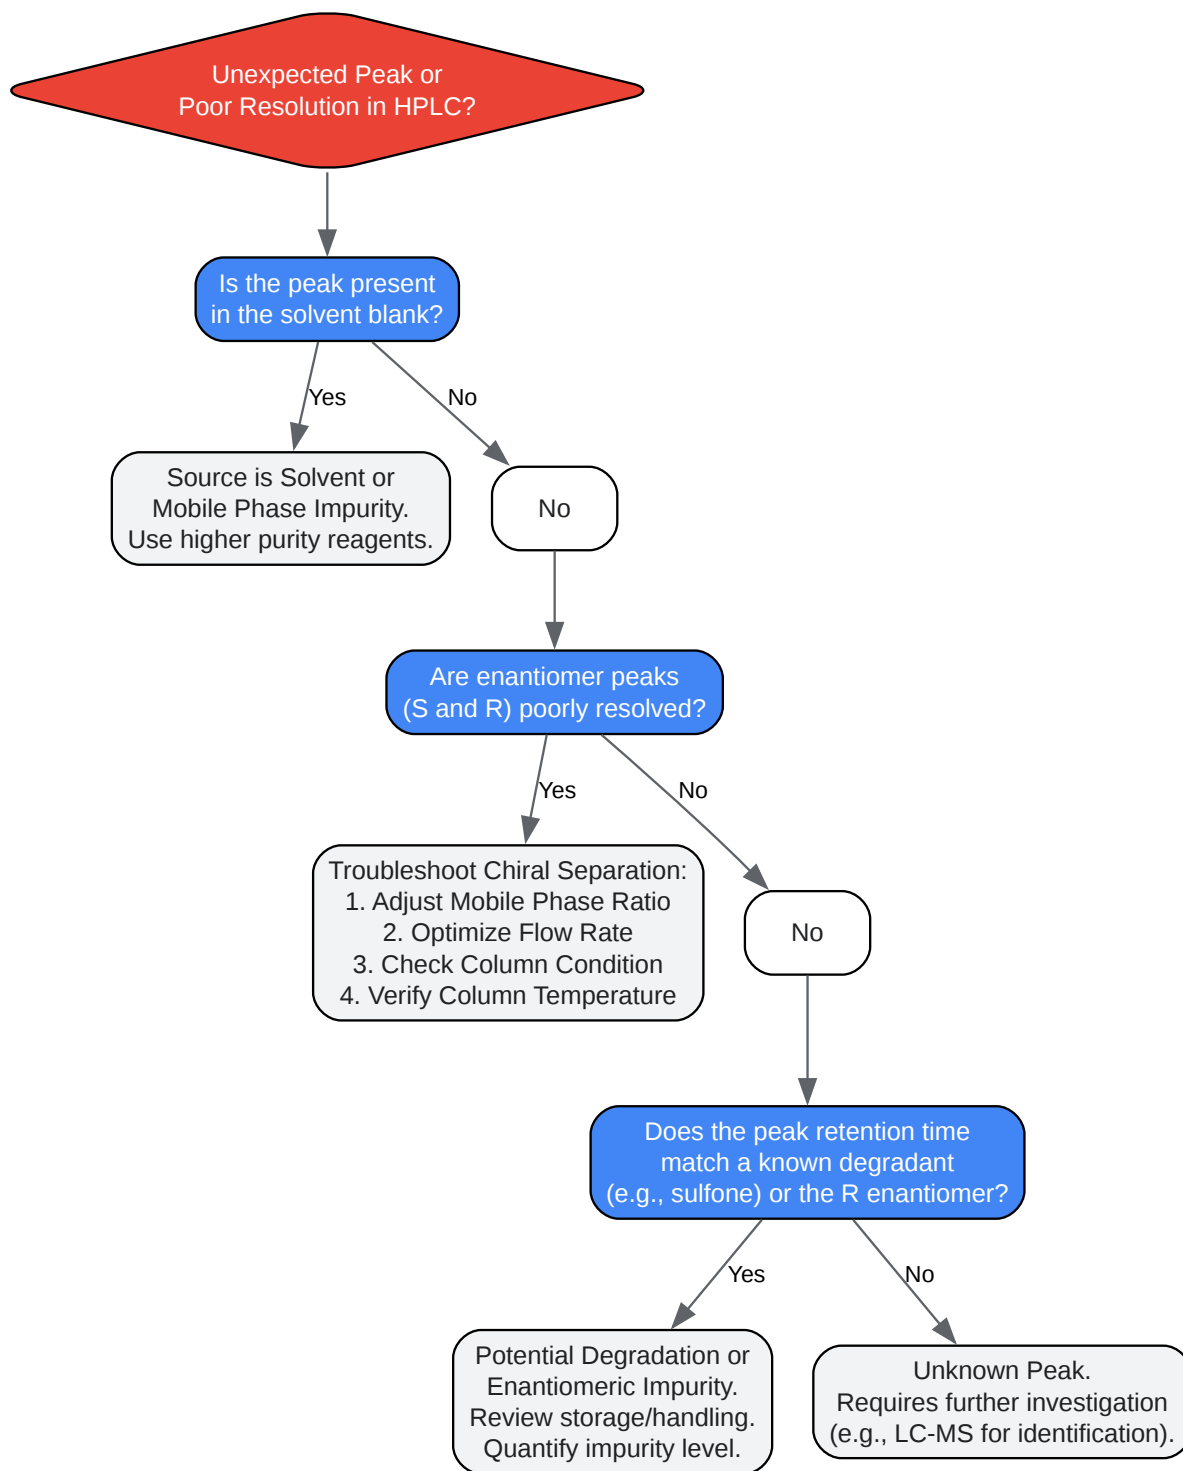 Unexpected Peak or
Poor Resolution in HPLC?
Is the peak present
in the solvent blank?
Yes
No
Source is Solvent or
Mobile Phase Impurity.
Use higher purity reagents.
No
Are enantiomer peaks
(S and R) poorly resolved?
Yes
No
Troubleshoot Chiral Separation:
1. Adjust Mobile Phase Ratio
2. Optimize Flow Rate
3. Check Column Condition
4. Verify Column Temperature
No
Does the peak retention time
match a known degradant
(e.g., sulfone) or the R enantiomer?
Yes
No
Potential Degradation or
Enantiomeric Impurity.
Review storage/handling.
Quantify impurity level.
Unknown Peak.
Requires further investigation
(e.g., LC-MS for identification).